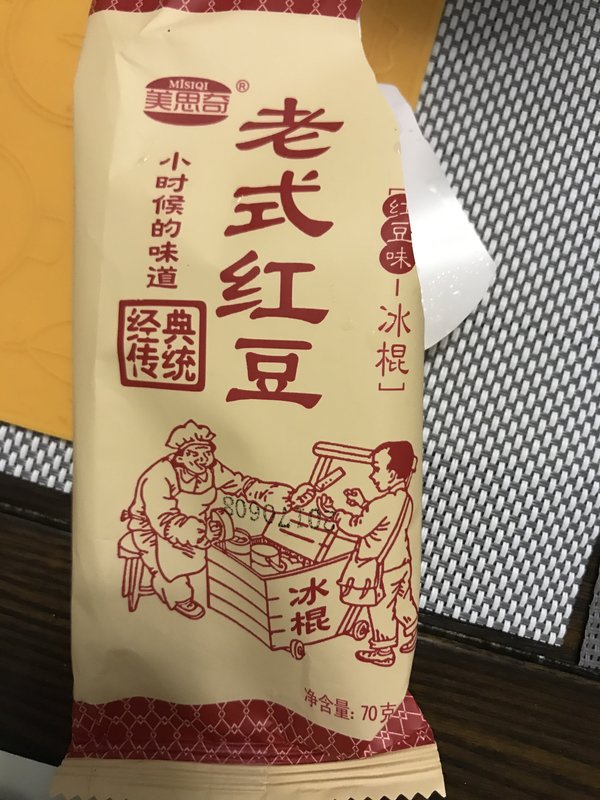 MISIQI
美思奇®
老式红豆
小时候的味道
经典
传统
[红豆味-冰棍]
20170609S
冰棍
净含量: 70克